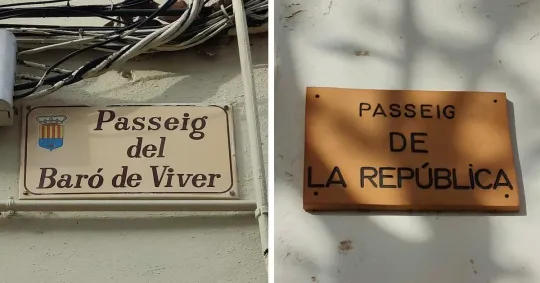 Passeig
del
Baró de Viver
PASSEIG
DE
LA REPÚBLICA